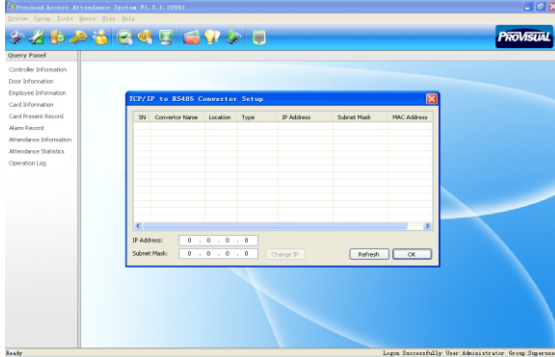 Provisual Access Attendance System V1.2.1.20081
System Setup Tools Query View Help
PROVISUAL
Query Panel
Controller Information
Door Information
Employee Information
Card Information
Card Present Record
Alarm Record
Attendance Information
Attendance Statistics
Operation Log
TCP/IP to RS485 Convertor Setup
SN Convertor Name Location Type IP Address Subnet Mask MAC Address
IP Address: 0 . 0 . 0 . 0
Subnet Mask: 0 . 0 . 0 . 0 Change IP Refresh OK
Ready Logon Successfully User:Administrator Group:Superuse